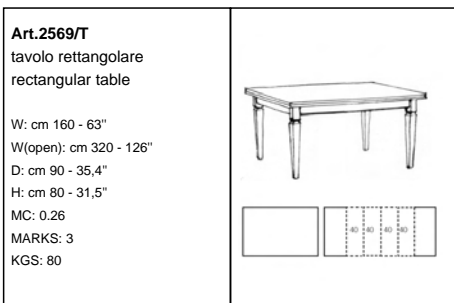 Art.2569/T
tavolo rettangolare
rectangular table
W: cm 160 - 63"
W(open): cm 320 - 126"
D: cm 90 - 35,4"
H: cm 80 - 31,5"
MC: 0.26
MARKS: 3
KGS: 80
40 40 40 40